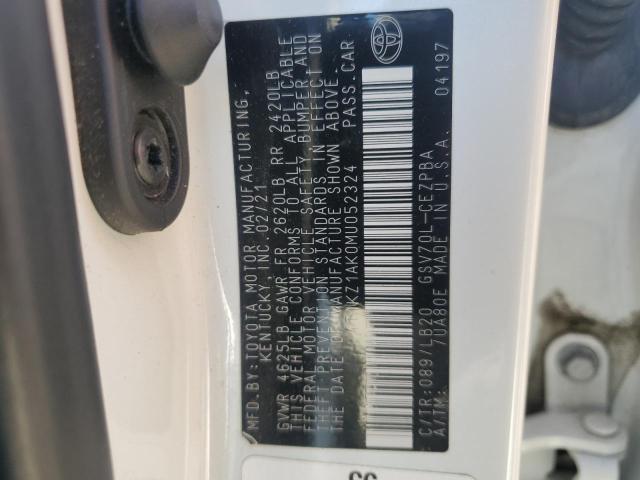 MFD.BY:TOYOTA MOTOR MANUFACTURING,
KENTUCKY, INC. 02/21
GVWR 4625LB GAWR FR 2620LB RR 2420LB
THIS VEHICLE CONFORMS TO ALL APPLICABLE
FEDERAL MOTOR VEHICLE SAFETY, BUMPER AND
THEFT PREVENTION STANDARDS IN EFFECT ON
THE DATE OF MANUFACTURE SHOWN ABOVE.
PASS.CAR
C/TR:089/LB20 GSV70L-CEZPBA
A/TM: 7UA80E MADE IN U.S.A. 04197